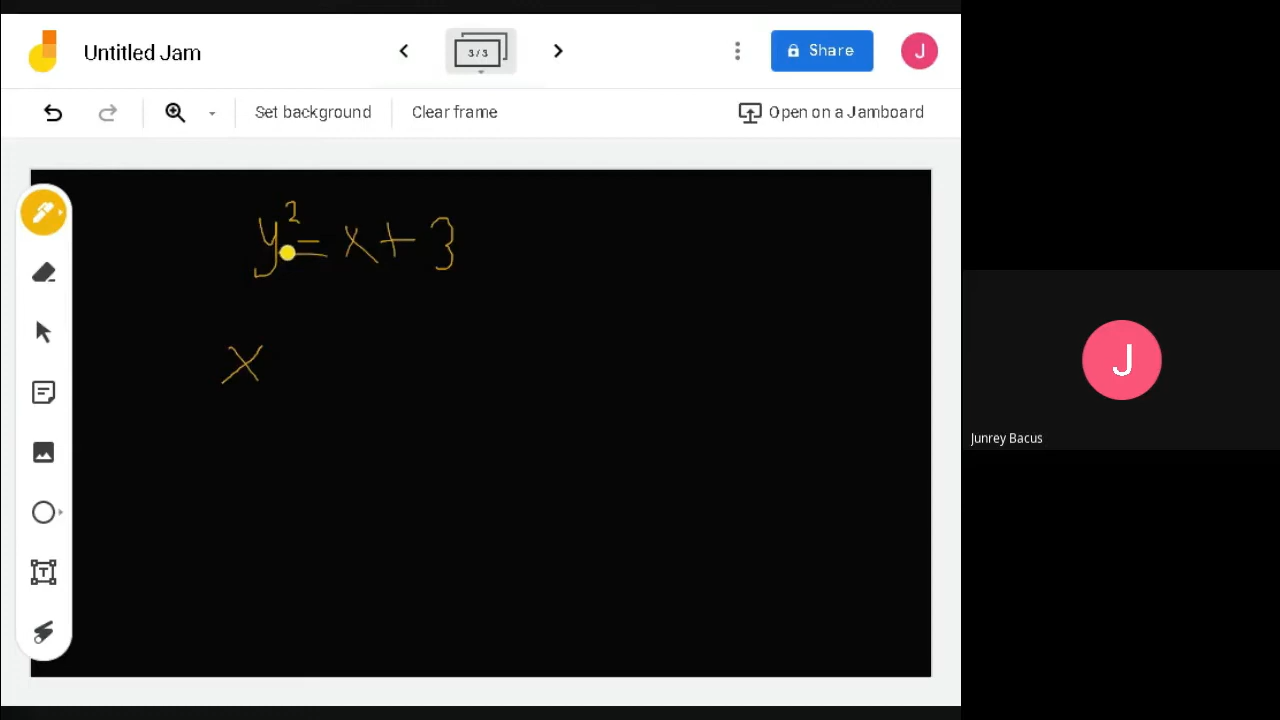 Untitled Jam
3 / 3
Share
J
Set background
Clear frame
Open on a Jamboard
y² = x + 3
x
T
J
Junrey Bacus